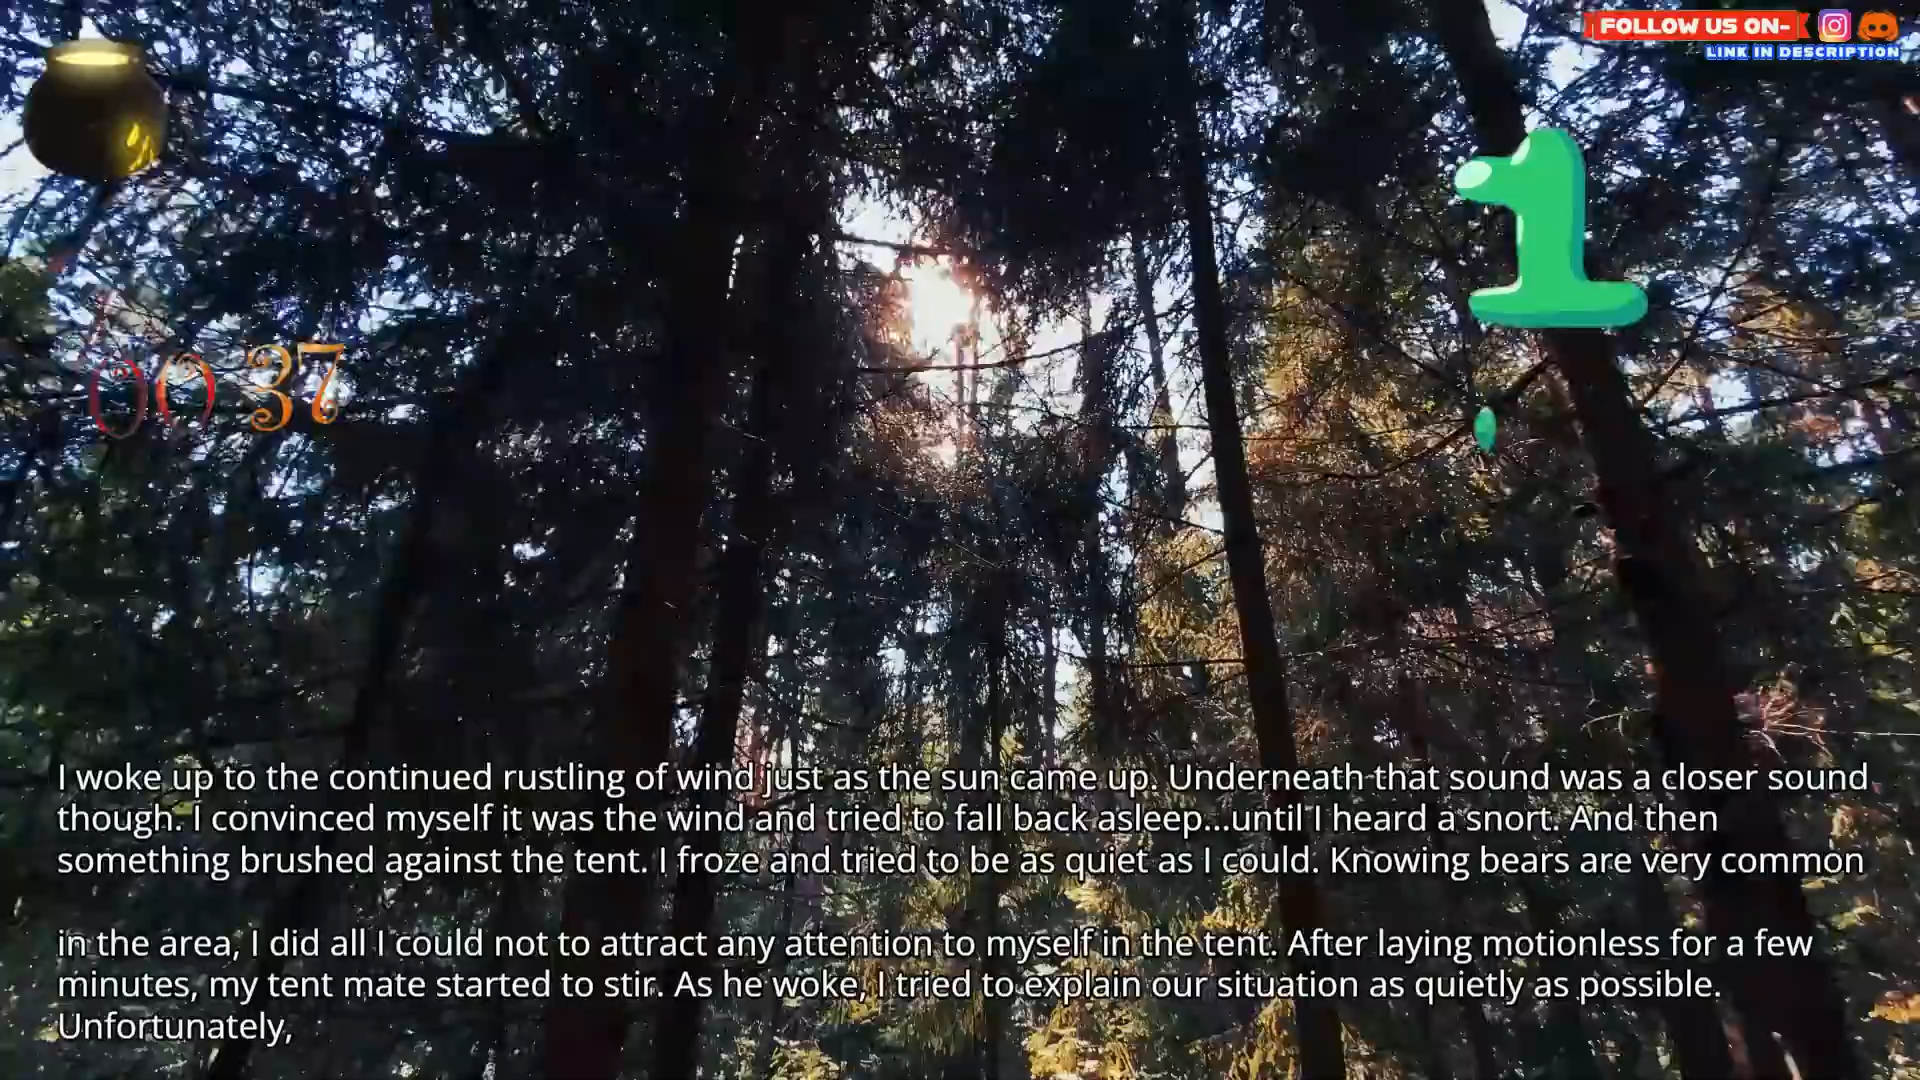 FOLLOW US ON-
LINK IN DESCRIPTION
1
00 37
I woke up to the continued rustling of wind just as the sun came up. Underneath that sound was a closer sound
though. I convinced myself it was the wind and tried to fall back asleep...until I heard a snort. And then
something brushed against the tent. I froze and tried to be as quiet as I could. Knowing bears are very common
in the area, I did all I could not to attract any attention to myself in the tent. After laying motionless for a few
minutes, my tent mate started to stir. As he woke, I tried to explain our situation as quietly as possible.
Unfortunately,